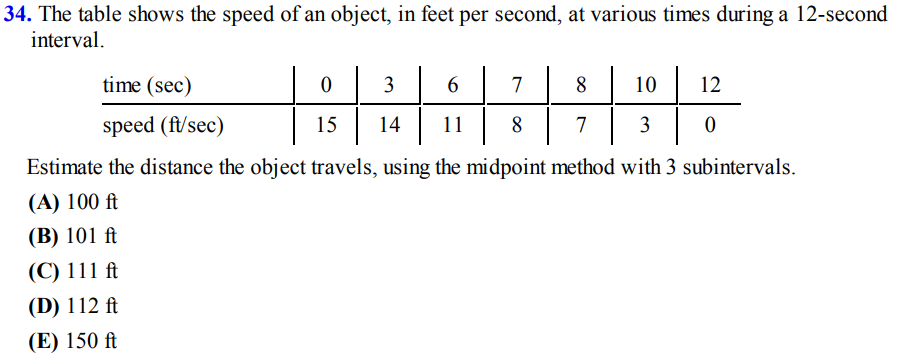 34. The table shows the speed of an object, in feet per second, at various times during a 12-second
interval.
time (sec) 0 3 6 7 8 10 12
speed (ft/sec) 15 14 11 8 7 3 0
Estimate the distance the object travels, using the midpoint method with 3 subintervals.
(A) 100 ft
(B) 101 ft
(C) 111 ft
(D) 112 ft
(E) 150 ft